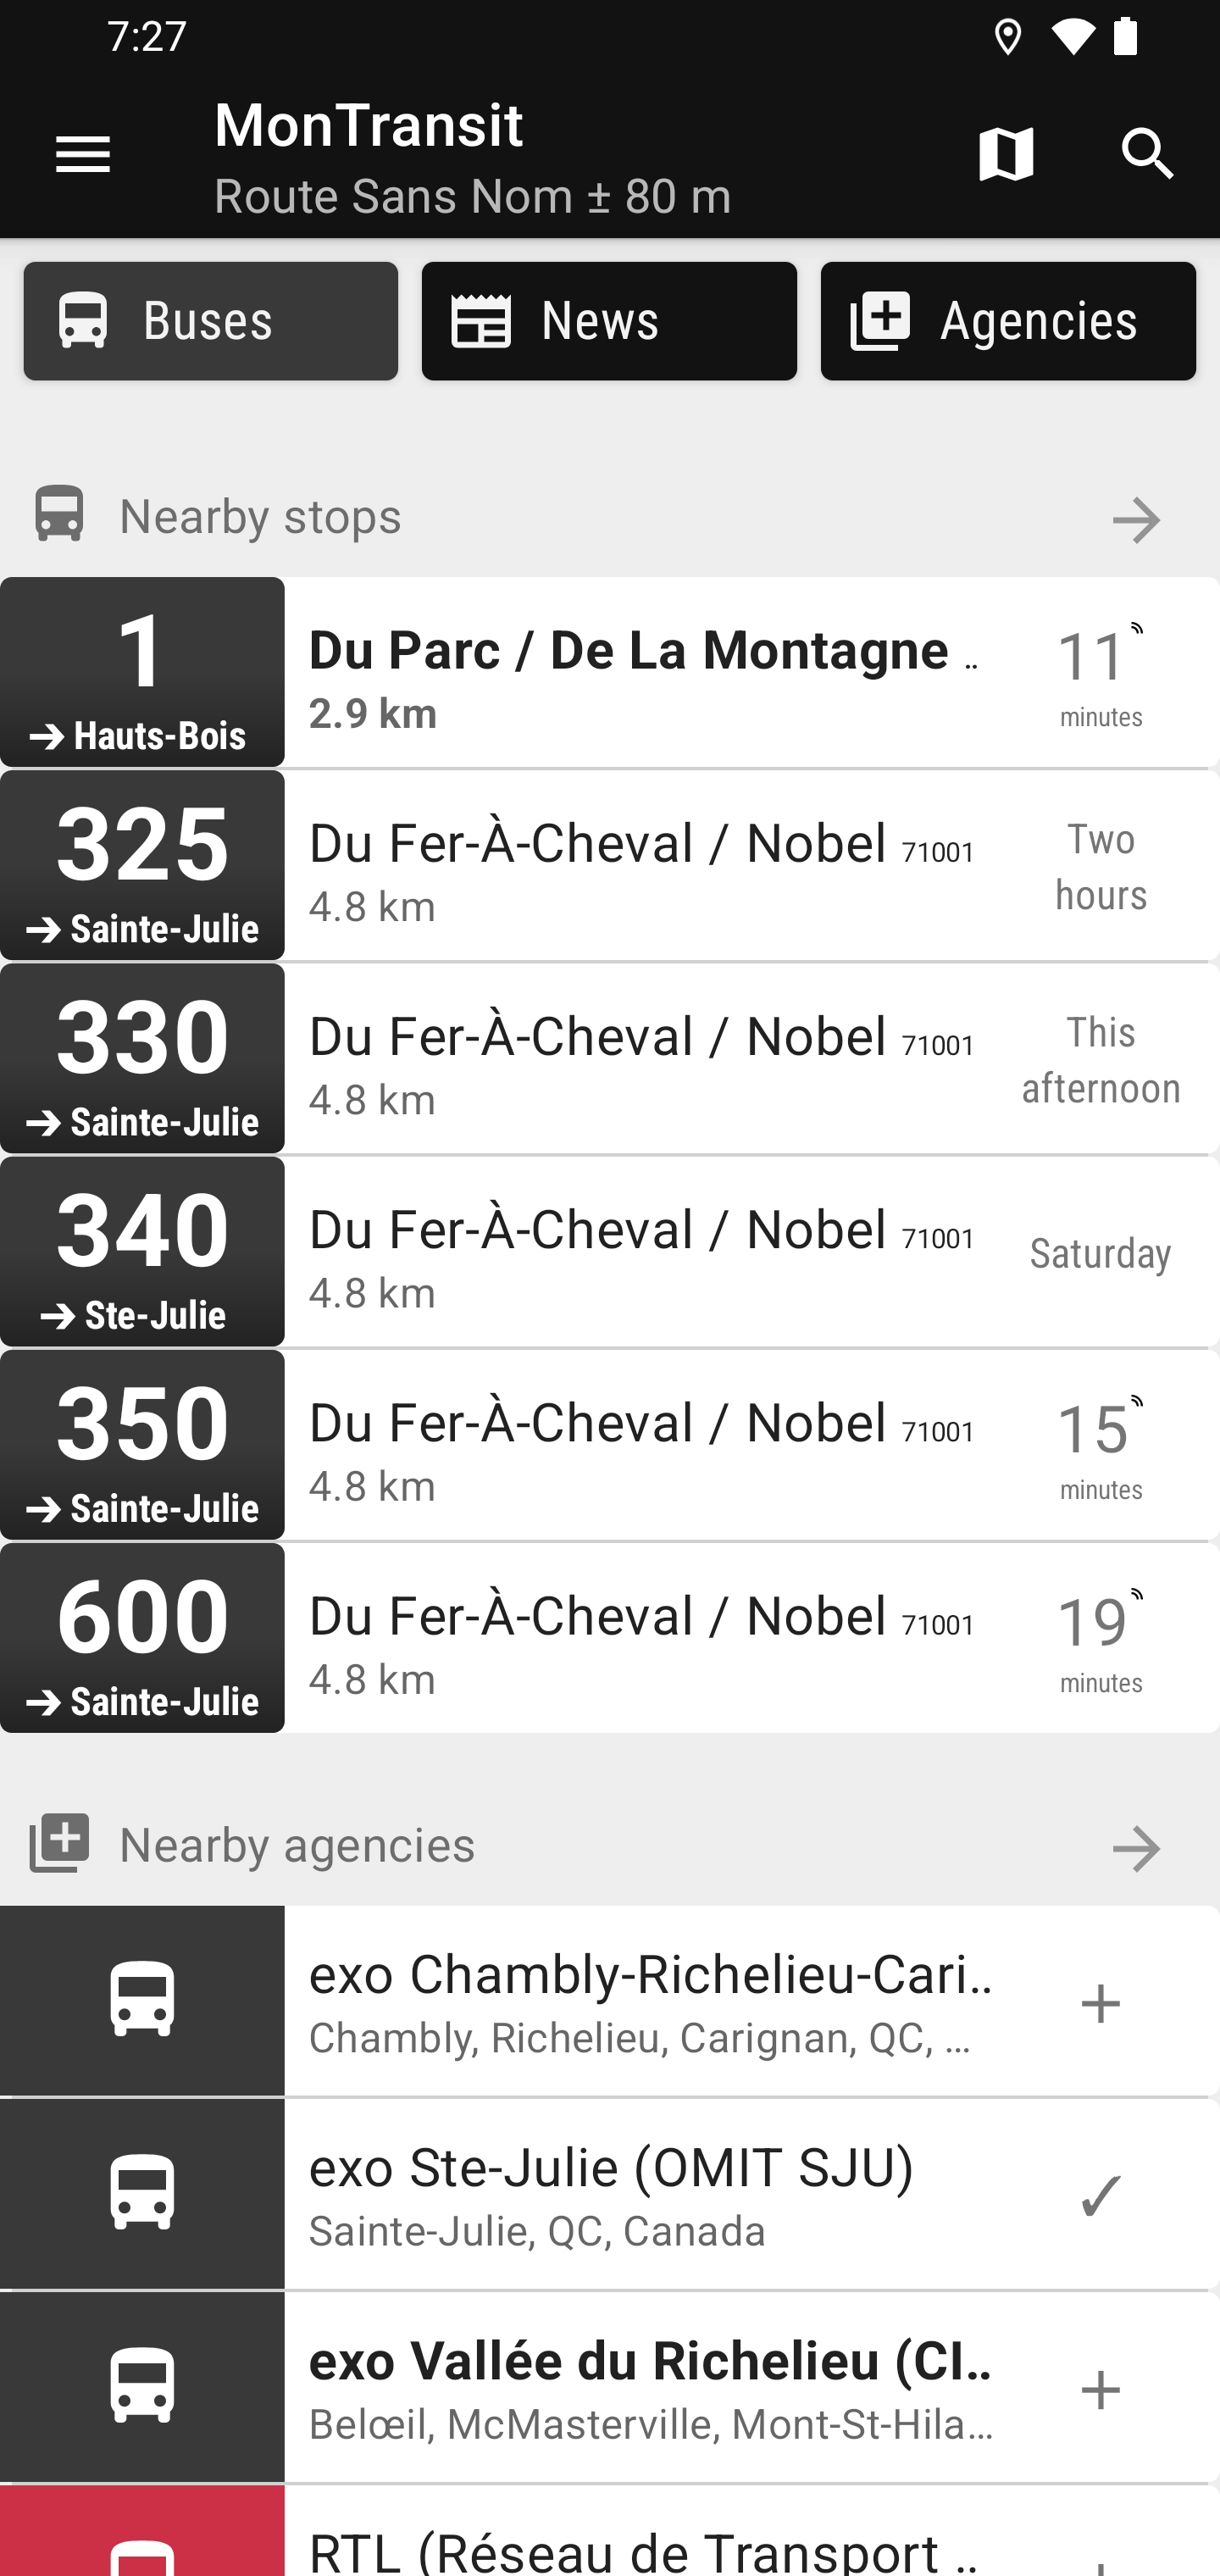 7:27
MonTransit
Route Sans Nom ± 80 m
Buses
News
Agencies
Nearby stops
1
→ Hauts-Bois
Du Parc / De La Montagne ..
2.9 km
11
minutes
325
→ Sainte-Julie
Du Fer-À-Cheval / Nobel 71001
4.8 km
Two
hours
330
→ Sainte-Julie
Du Fer-À-Cheval / Nobel 71001
4.8 km
This
afternoon
340
→ Ste-Julie
Du Fer-À-Cheval / Nobel 71001
4.8 km
Saturday
350
→ Sainte-Julie
Du Fer-À-Cheval / Nobel 71001
4.8 km
15
minutes
600
→ Sainte-Julie
Du Fer-À-Cheval / Nobel 71001
4.8 km
19
minutes
Nearby agencies
exo Chambly-Richelieu-Cari..
Chambly, Richelieu, Carignan, QC, ...
+
exo Ste-Julie (OMIT SJU)
Sainte-Julie, QC, Canada
✓
exo Vallée du Richelieu (CI..
Belœil, McMasterville, Mont-St-Hila...
+
RTL (Réseau de Transport ..